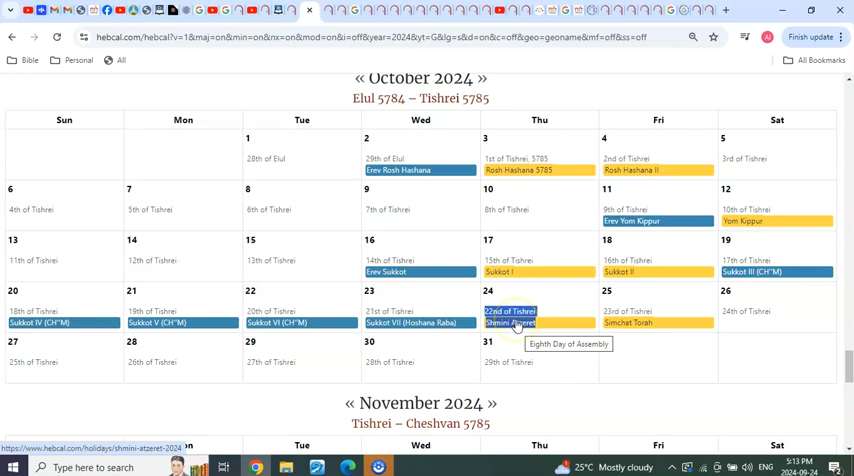 hebcal.com/hebcal?v=1&maj=on&min=on&nx=on&mod=on&i=off&year=2024&yt=G&lg=s&d=on&c=off&geo=geoname&mf=off&ss=off
AI
Finish update
Bible
Personal
All
All Bookmarks
« October 2024 »
Elul 5784 – Tishrei 5785
Sun Mon Tue Wed Thu Fri Sat
1 2 3 4 5
28th of Elul 29th of Elul 1st of Tishrei, 5785 2nd of Tishrei 3rd of Tishrei
Erev Rosh Hashana Rosh Hashana 5785 Rosh Hashana II
6 7 8 9 10 11 12
4th of Tishrei 5th of Tishrei 6th of Tishrei 7th of Tishrei 8th of Tishrei 9th of Tishrei 10th of Tishrei
Erev Yom Kippur Yom Kippur
13 14 15 16 17 18 19
11th of Tishrei 12th of Tishrei 13th of Tishrei 14th of Tishrei 15th of Tishrei 16th of Tishrei 17th of Tishrei
Erev Sukkot Sukkot I Sukkot II Sukkot III (CH''M)
20 21 22 23 24 25 26
18th of Tishrei 19th of Tishrei 20th of Tishrei 21st of Tishrei 22nd of Tishrei 23rd of Tishrei 24th of Tishrei
Sukkot IV (CH''M) Sukkot V (CH''M) Sukkot VI (CH''M) Sukkot VII (Hoshana Raba) Shmini Atzeret Simchat Torah
Eighth Day of Assembly
27 28 29 30 31
25th of Tishrei 26th of Tishrei 27th of Tishrei 28th of Tishrei 29th of Tishrei
« November 2024 »
Tishrei – Cheshvan 5785
https://www.hebcal.com/holidays/shmini-atzeret-2024
Sun Mon Tue Wed Thu Fri Sat
Type here to search
25°C Mostly cloudy
ENG
5:13 PM
2024-09-24
2